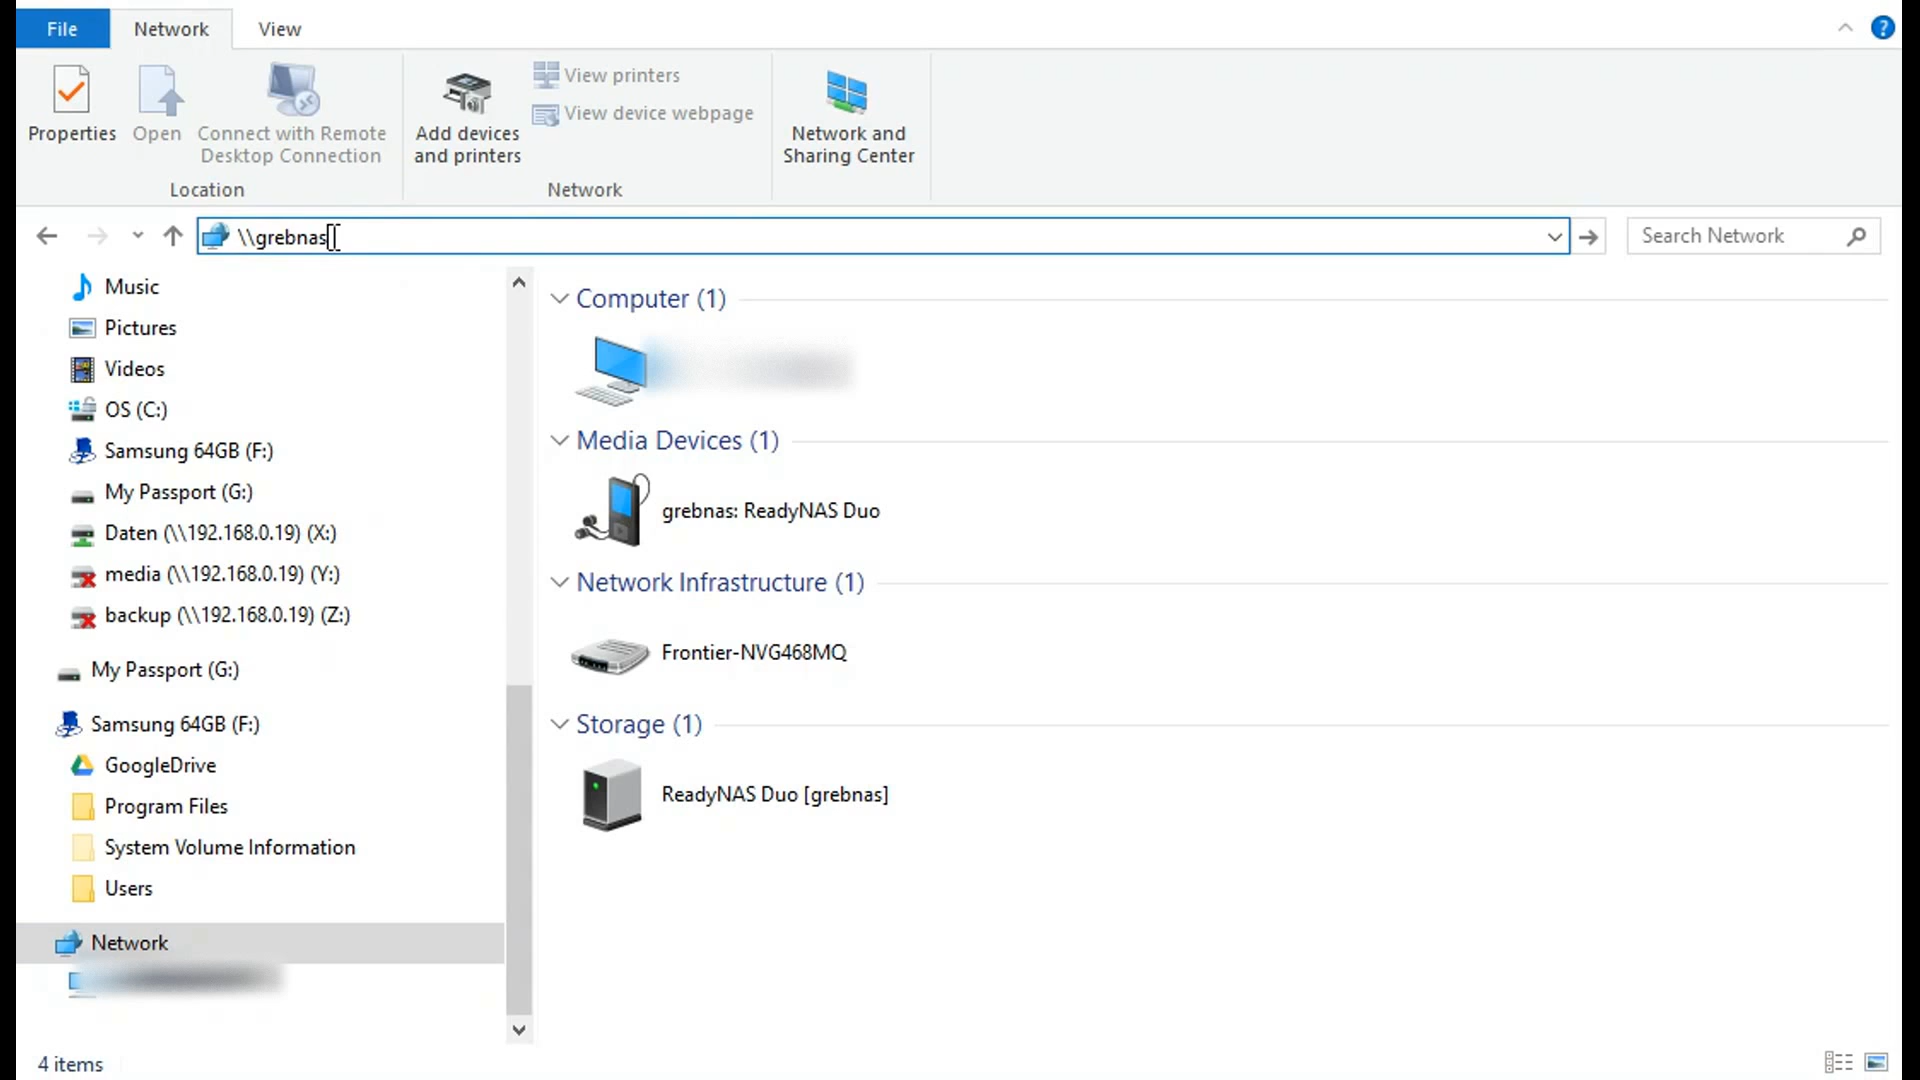 File
Network
View
?
Properties
Open
Connect with Remote
Desktop Connection
Location
Add devices
and printers
View printers
View device webpage
Network
Network and
Sharing Center
\\grebnas
Search Network
Music
Pictures
Videos
OS (C:)
Samsung 64GB (F:)
My Passport (G:)
Daten (\\192.168.0.19) (X:)
media (\\192.168.0.19) (Y:)
backup (\\192.168.0.19) (Z:)
My Passport (G:)
Samsung 64GB (F:)
GoogleDrive
Program Files
System Volume Information
Users
Network
Computer (1)
Media Devices (1)
grebnas: ReadyNAS Duo
Network Infrastructure (1)
Frontier-NVG468MQ
Storage (1)
ReadyNAS Duo [grebnas]
4 items